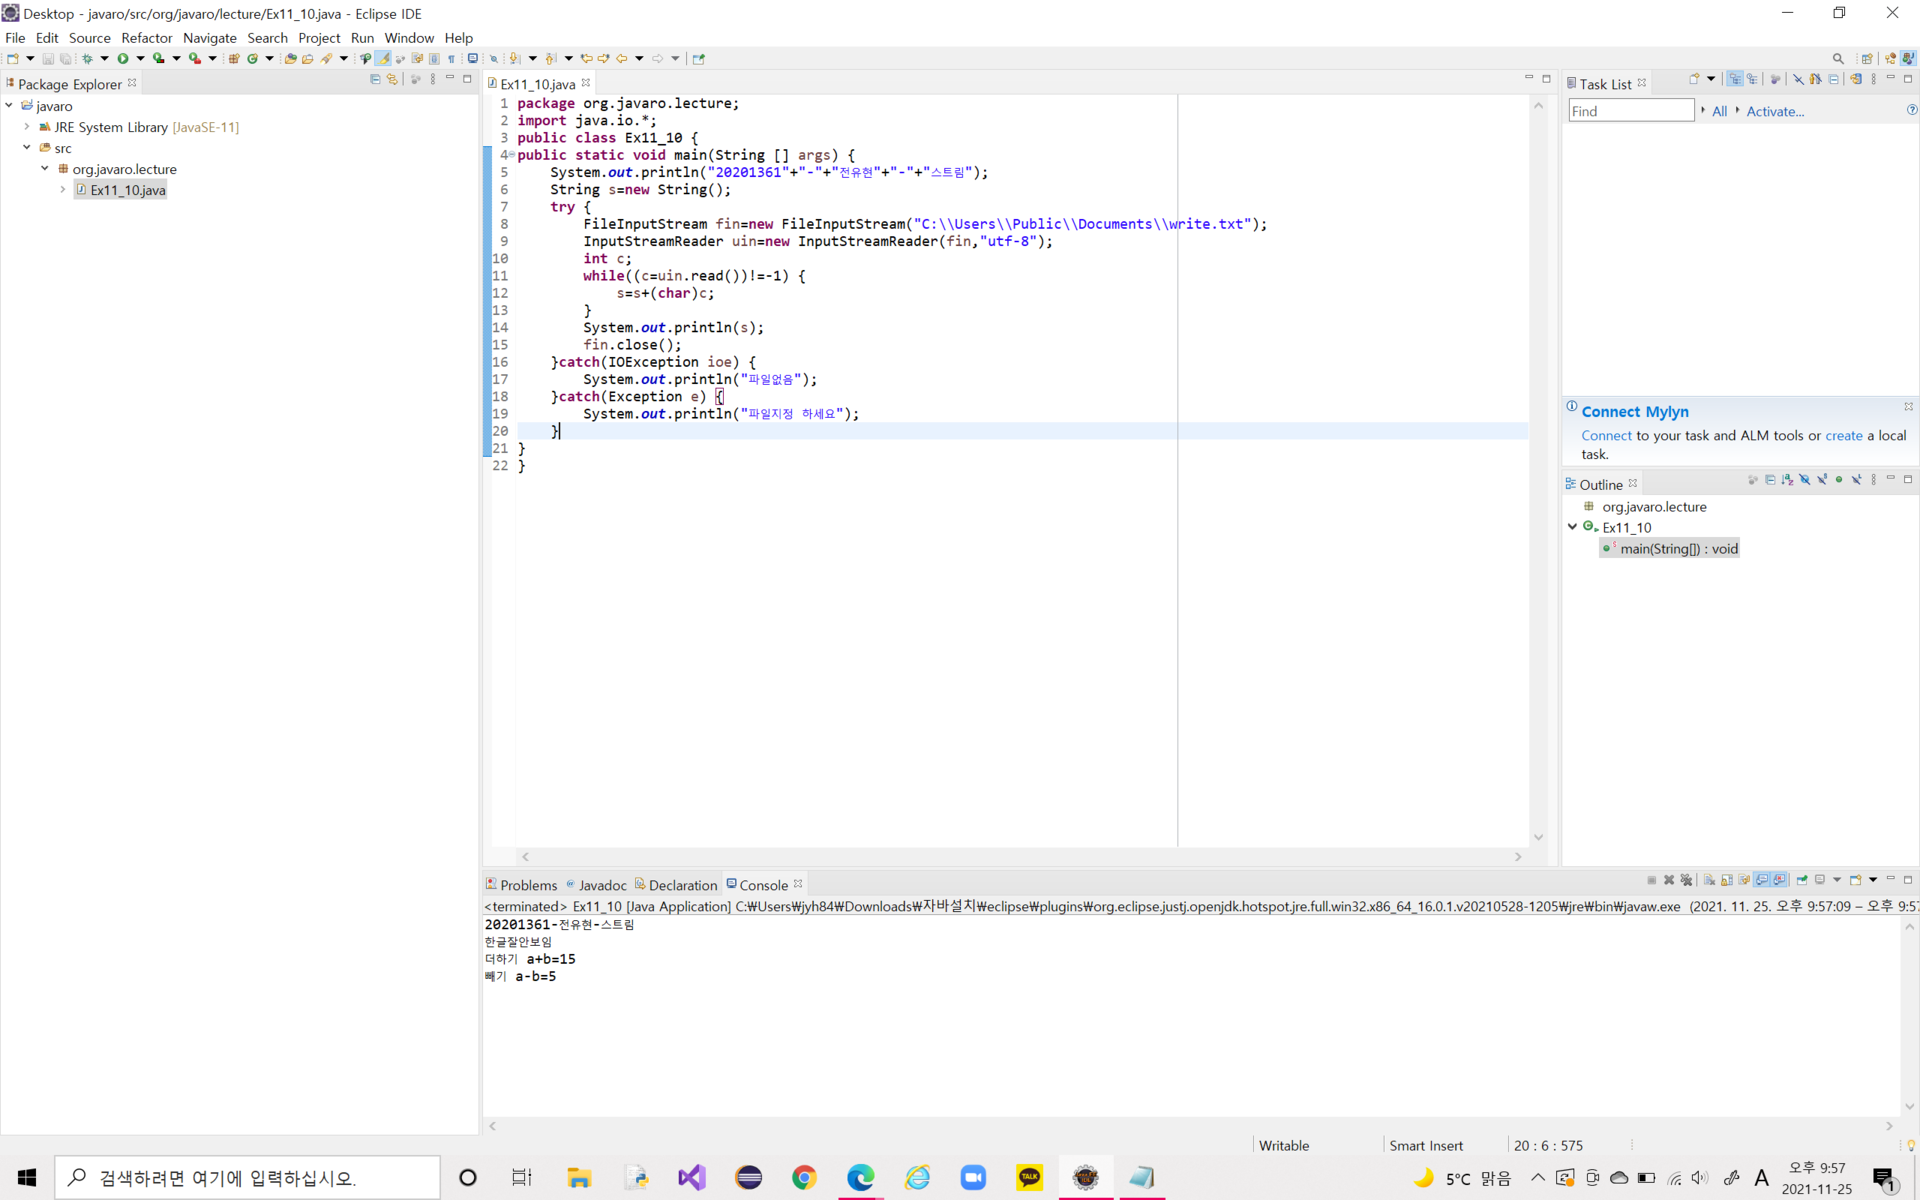 Desktop - javaro/src/org/javaro/lecture/Ex11_10.java - Eclipse IDE
File Edit Source Refactor Navigate Search Project Run Window Help
Package Explorer
javaro
JRE System Library [JavaSE-11]
src
org.javaro.lecture
Ex11_10.java
Ex11_10.java
1 package org.javaro.lecture;
2 import java.io.*;
3 public class Ex11_10 {
4 public static void main(String [] args) {
5 System.out.println("20201361"+"-"+"전유현"+"-"+"스트림");
6 String s=new String();
7 try {
8 FileInputStream fin=new FileInputStream("C:\\Users\\Public\\Documents\\write.txt");
9 InputStreamReader uin=new InputStreamReader(fin,"utf-8");
10 int c;
11 while((c=uin.read())!=-1) {
12 s=s+(char)c;
13 }
14 System.out.println(s);
15 fin.close();
16 }catch(IOException ioe) {
17 System.out.println("파일없음");
18 }catch(Exception e) {
19 System.out.println("파일지정 하세요");
20 }
21 }
22 }
Task List
Find All Activate...
Connect Mylyn
Connect to your task and ALM tools or create a local
task.
Outline
org.javaro.lecture
Ex11_10
main(String[]) : void
Problems Javadoc Declaration Console
<terminated> Ex11_10 [Java Application] C:₩Users₩jyh84₩Downloads₩자바설치₩eclipse₩plugins₩org.eclipse.justj.openjdk.hotspot.jre.full.win32.x86_64_16.0.1.v20210528-1205₩jre₩bin₩javaw.exe (2021. 11. 25. 오후 9:57:09 – 오후 9:57
20201361-전유현-스트림
한글잘안보임
더하기 a+b=15
빼기 a-b=5
Writable Smart Insert 20 : 6 : 575
검색하려면 여기에 입력하십시오.
TALK
5°C 맑음
A
오후 9:57
2021-11-25
1